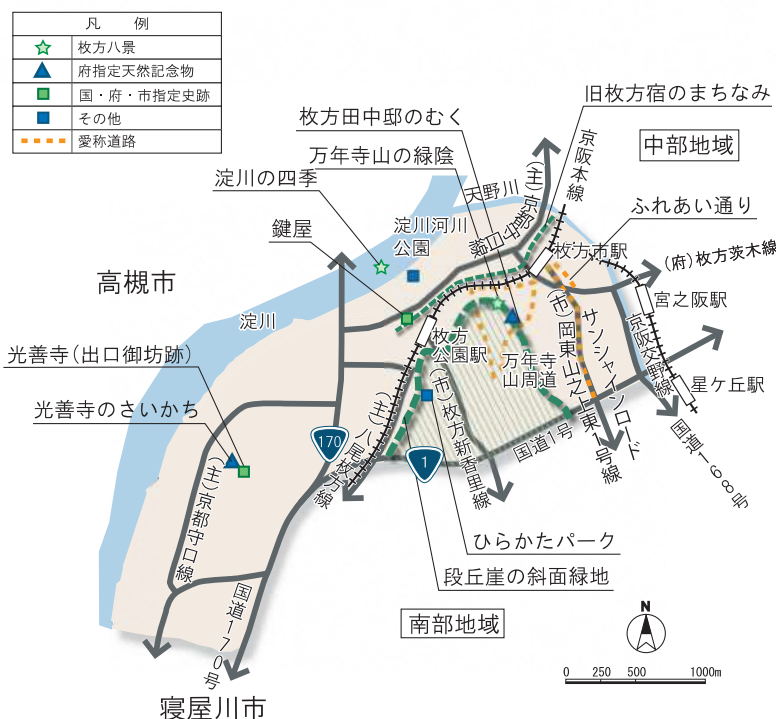 凡 例
枚方八景
府指定天然記念物
国・府・市指定史跡
その他
愛称道路
旧枚方宿のまちなみ
枚方田中邸のむく
万年寺山の緑陰
淀川の四季
鍵屋
中部地域
京阪本線
天野川
(主)京都守口線
ふれあい通り
淀川河川
公園
枚方市駅
(府)枚方茨木線
高槻市
淀川
宮之阪駅
枚方
公園駅
万年寺
山周道
(市)岡東山之上東1号線
サンシャインロード
京阪交野線
星ケ丘駅
光善寺(出口御坊跡)
光善寺のさいかち
170
1
国道1号
(主)八尾枚方線
(市)枚方新香里線
国道168号
(主)京都守口線
ひらかたパーク
段丘崖の斜面緑地
国道170号
南部地域
寝屋川市
N
0 250 500 1000m